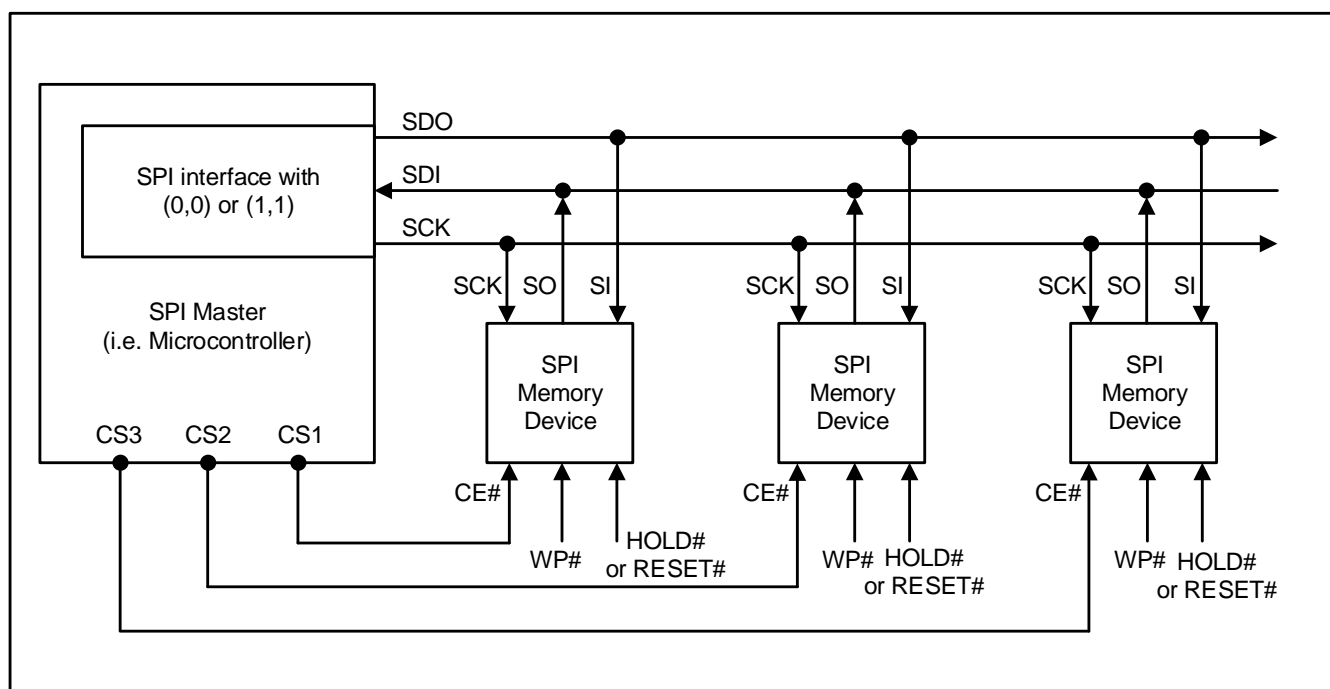 SDO
SPI interface with
(0,0) or (1,1)
SDI
SCK
SPI Master
(i.e. Microcontroller)
CS3 CS2 CS1
SCK SO SI
SPI
Memory
Device
CE#
WP#
HOLD#
or RESET#
SCK SO SI
SPI
Memory
Device
CE#
WP#
HOLD#
or RESET#
SCK SO SI
SPI
Memory
Device
CE#
WP#
HOLD#
or RESET#